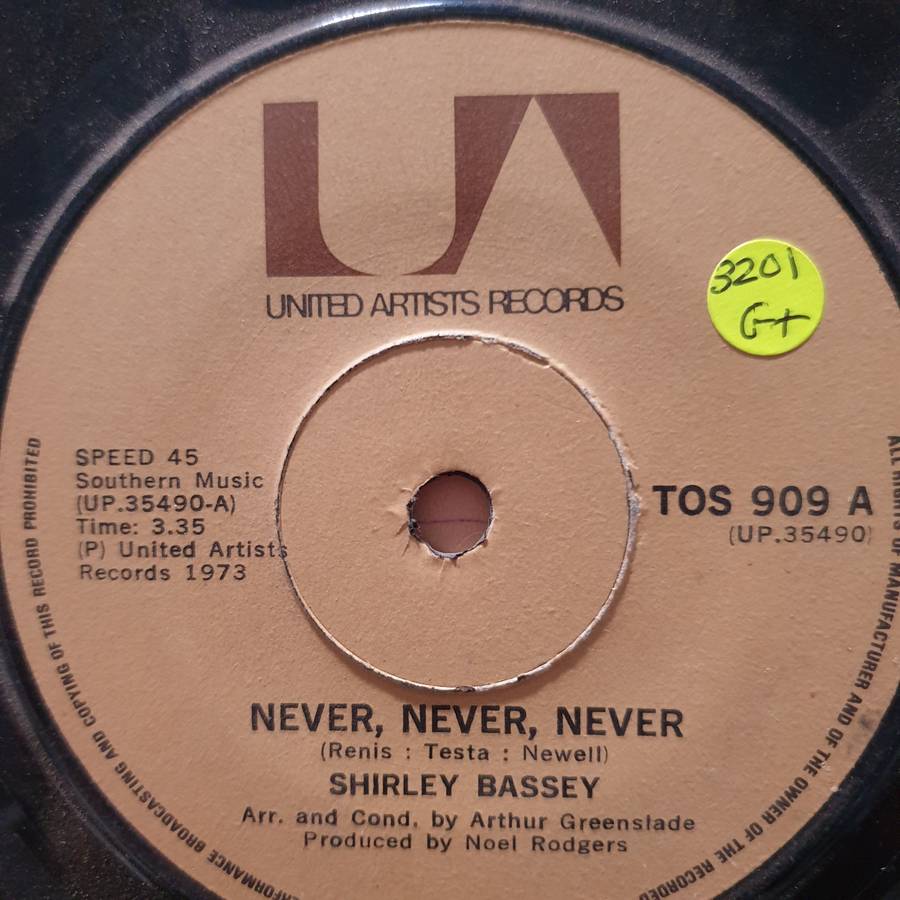 UA
UNITED ARTISTS RECORDS
3201
G+
SPEED 45
Southern Music
(UP.35490-A)
Time: 3.35
(P) United Artists
Records 1973
TOS 909 A
(UP.35490)
NEVER, NEVER, NEVER
(Renis : Testa : Newell)
SHIRLEY BASSEY
Arr. and Cond. by Arthur Greenslade
Produced by Noel Rodgers
ALL RIGHTS OF MANUFACTURER AND OF THE OWNER OF THE RECORDED
BROADCASTING AND COPYING OF THIS RECORD PROHIBITED